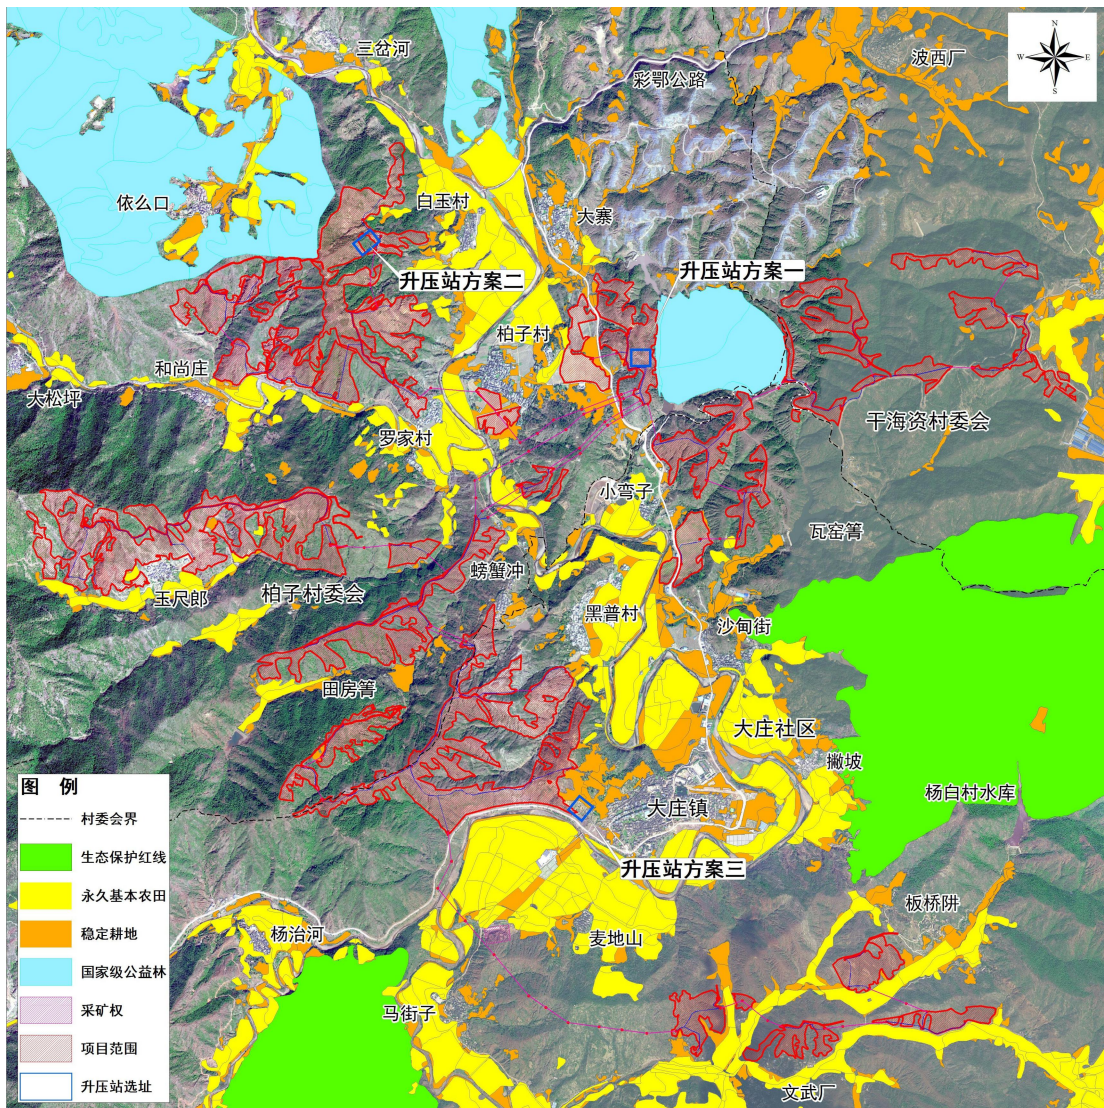 三岔河
波西厂
N
W
E
S
彩鄂公路
依么口
白玉村
大寨
升压站方案一
升压站方案二
柏子村
和尚庄
大松坪
罗家村
干海资村委会
小弯子
瓦窑箐
螃蟹冲
玉尺郎
柏子村委会
黑普村
沙甸街
田房箐
大庄社区
撇坡
杨白村水库
大庄镇
升压站方案三
板桥阱
杨治河
麦地山
马街子
文武厂
图 例
村委会界
生态保护红线
永久基本农田
稳定耕地
国家级公益林
采矿权
项目范围
升压站选址